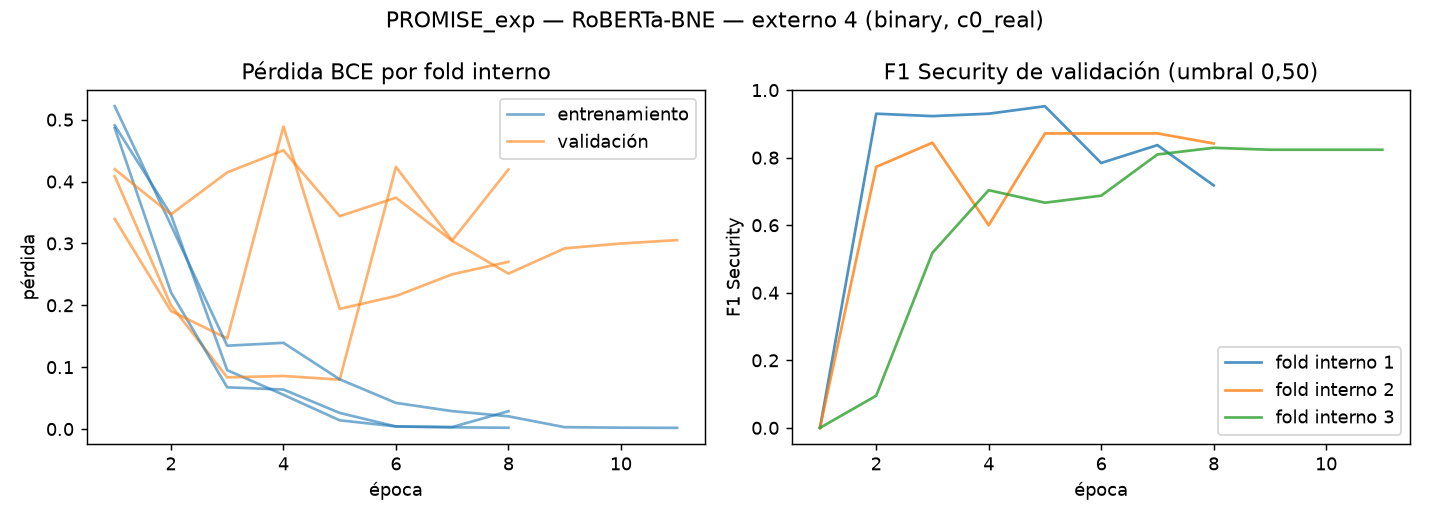 PROMISE_exp — RoBERTa-BNE — externo 4 (binary, c0_real)
Pérdida BCE por fold interno
pérdida
0.5
0.4
0.3
0.2
0.1
0.0
entrenamiento
validación
2
4
6
8
10
época
F1 Security de validación (umbral 0,50)
F1 Security
1.0
0.8
0.6
0.4
0.2
0.0
fold interno 1
fold interno 2
fold interno 3
2
4
6
8
10
época